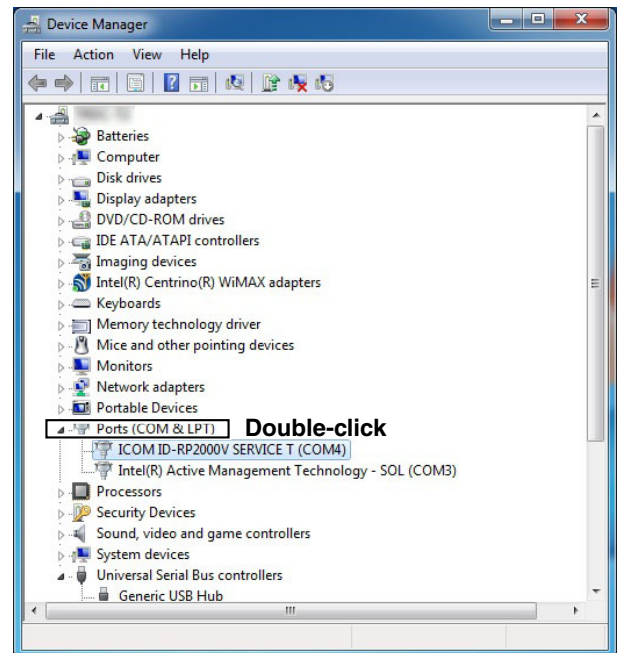 Device Manager
File Action View Help
Batteries
Computer
Disk drives
Display adapters
DVD/CD-ROM drives
IDE ATA/ATAPI controllers
Imaging devices
Intel(R) Centrino(R) WiMAX adapters
Keyboards
Memory technology driver
Mice and other pointing devices
Monitors
Network adapters
Portable Devices
Ports (COM & LPT) Double-click
ICOM ID-RP2000V SERVICE T (COM4)
Intel(R) Active Management Technology - SOL (COM3)
Processors
Security Devices
Sound, video and game controllers
System devices
Universal Serial Bus controllers
Generic USB Hub